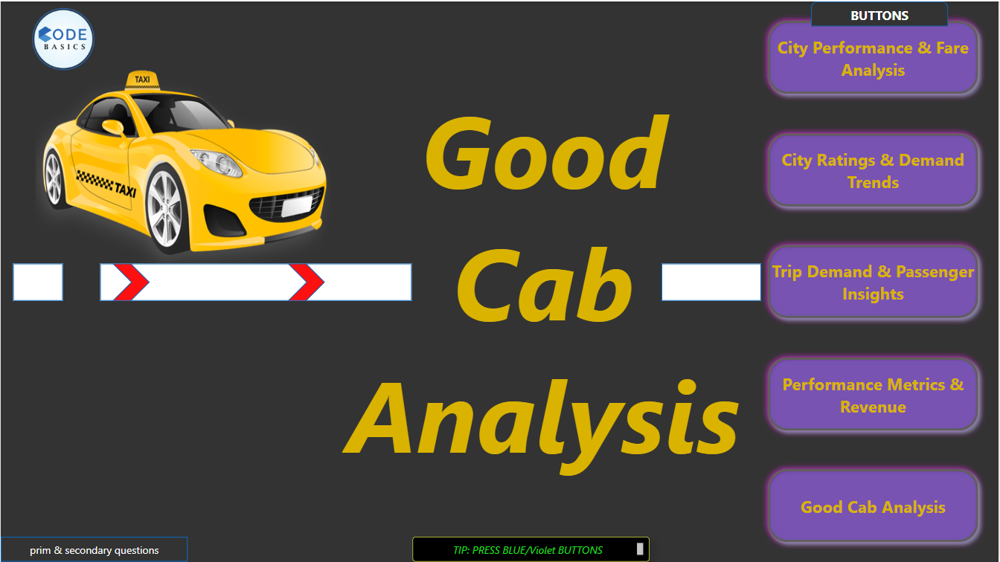 CODE
BASICS
TAXI
TAXI
Good
Cab
Analysis
BUTTONS
City Performance & Fare
Analysis
City Ratings & Demand
Trends
Trip Demand & Passenger
Insights
Performance Metrics &
Revenue
Good Cab Analysis
prim & secondary questions
TIP: PRESS BLUE/Violet BUTTONS